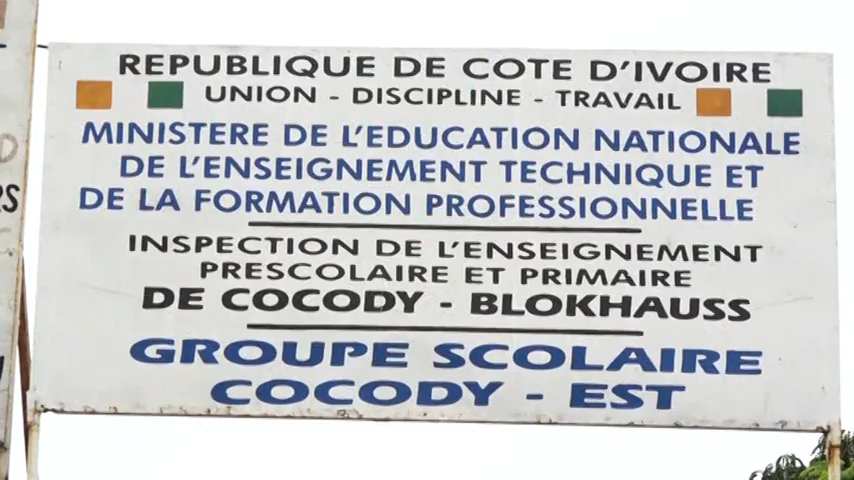 REPUBLIQUE DE COTE D'IVOIRE
UNION - DISCIPLINE - TRAVAIL
MINISTERE DE L'EDUCATION NATIONALE
DE L'ENSEIGNEMENT TECHNIQUE ET
DE LA FORMATION PROFESSIONNELLE
INSPECTION DE L'ENSEIGNEMENT
PRESCOLAIRE ET PRIMAIRE
DE COCODY - BLOKHAUSS
GROUPE SCOLAIRE
COCODY - EST